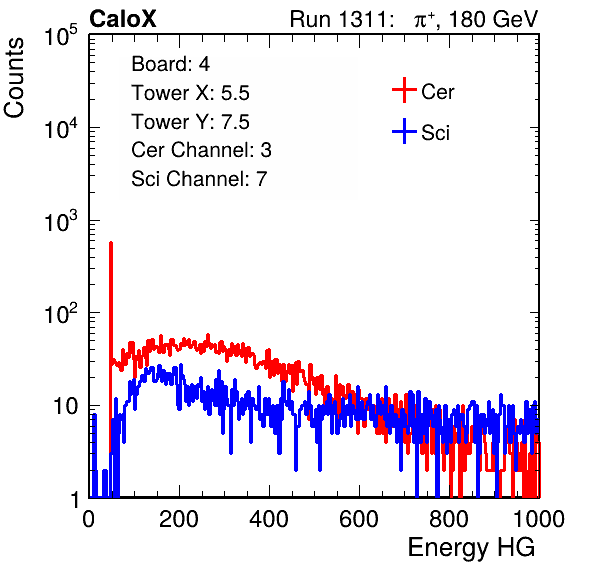 CaloX Run 1311: π⁺, 180 GeV
Counts
10⁵
10⁴
10³
10²
10
1
Board: 4
Tower X: 5.5
Tower Y: 7.5
Cer Channel: 3
Sci Channel: 7
Cer
Sci
0 200 400 600 800 1000
Energy HG